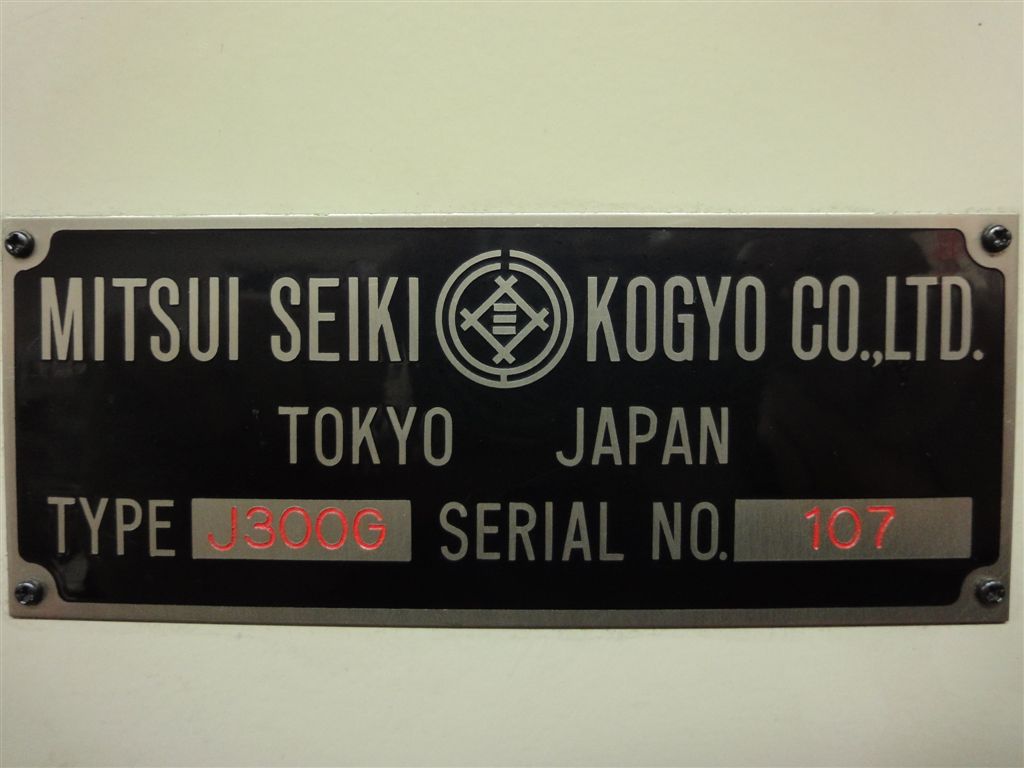 MITSUI SEIKI KOGYO CO.,LTD.
TOKYO JAPAN
TYPE J300G SERIAL NO. 107